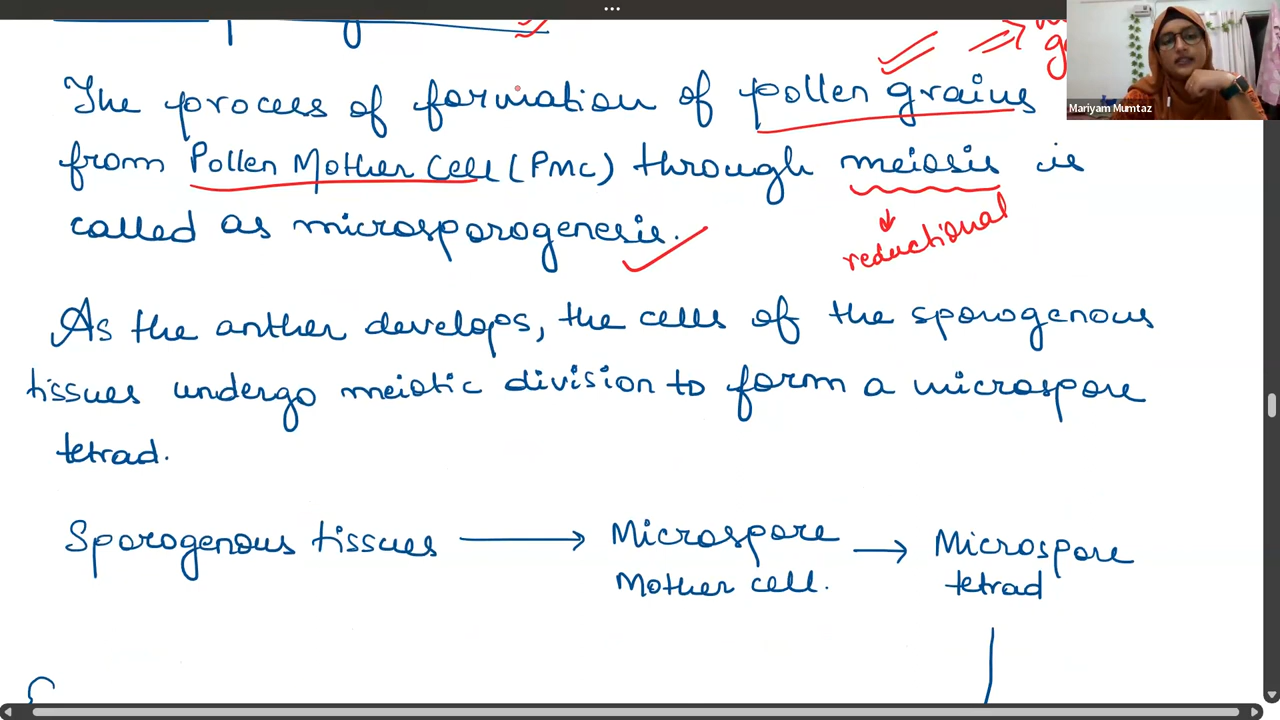 The process of formation of pollen grains
from Pollen Mother Cell (PMC) through meiosis is
called as microsporogenesis.
reductional
As the anther develops, the cells of the sporogenous
tissues undergo meiotic division to form a microspore
tetrad.
Sporogenous tissues → Microspore → Microspore
Mother cell. tetrad
Mariyam Mumtaz